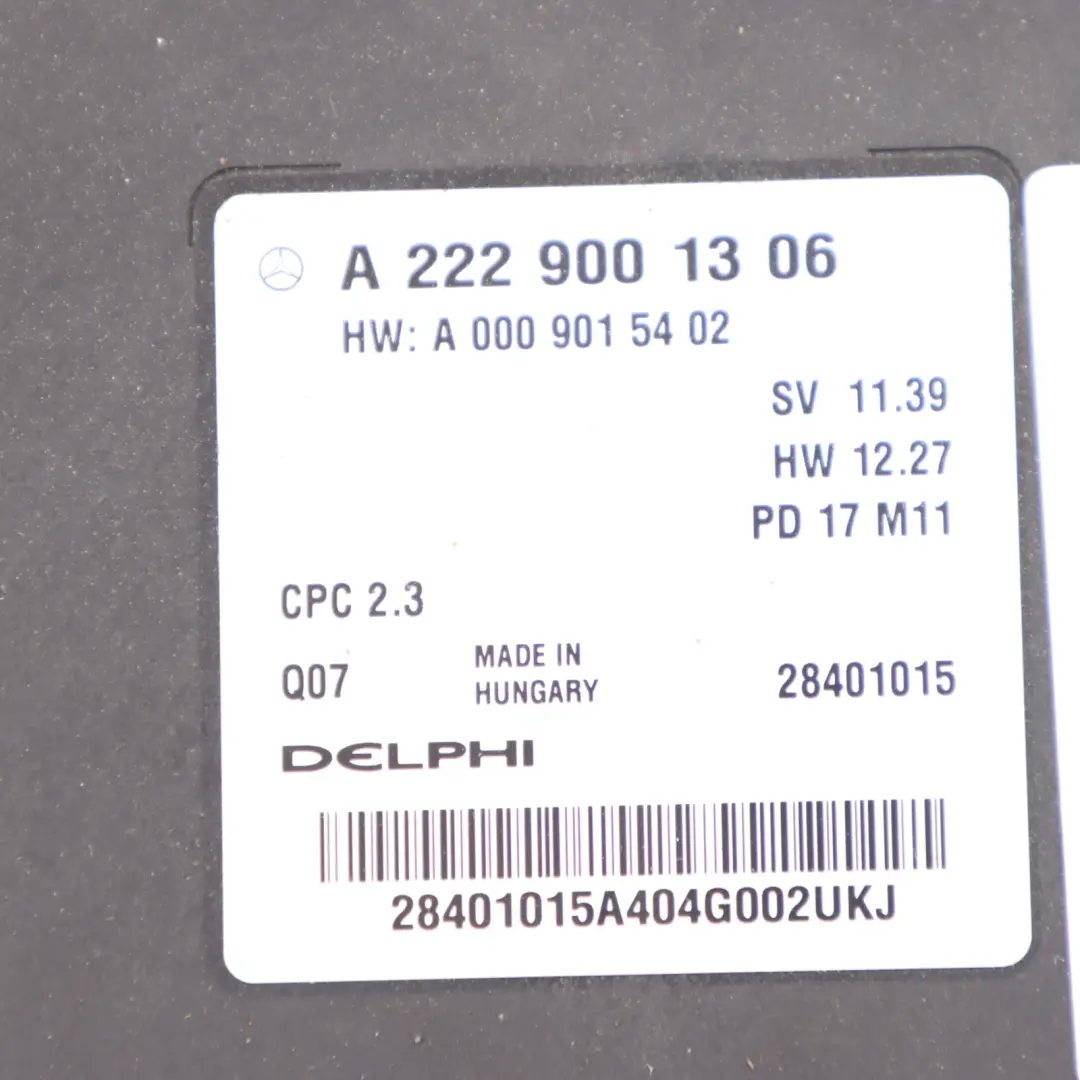 A 222 900 13 06
HW: A 000 901 54 02
SV 11.39
HW 12.27
PD 17 M11
CPC 2.3
Q07
MADE IN
HUNGARY
28401015
DELPHI
28401015A404G002UKJ